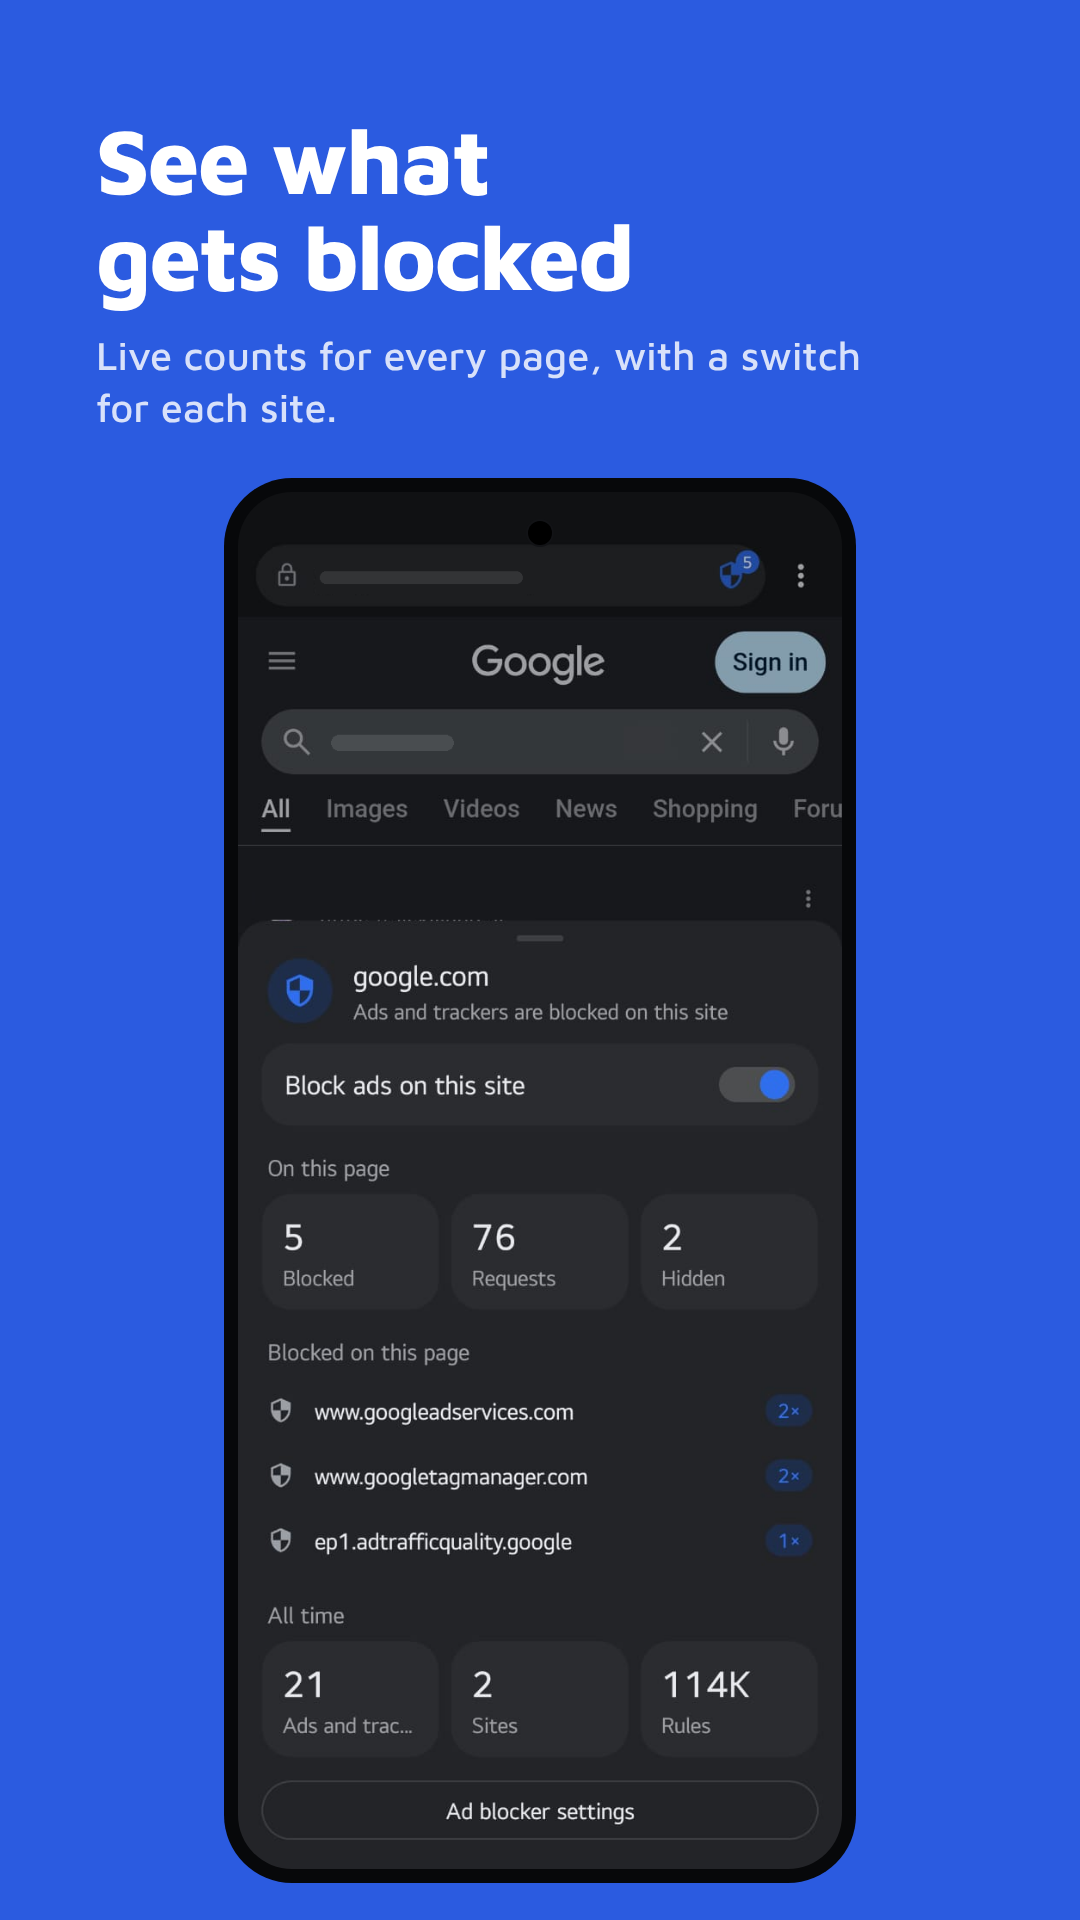 See what
gets blocked
Live counts for every page, with a switch
for each site.
5
Google
Sign in
All Images Videos News Shopping Foru
google.com
Ads and trackers are blocked on this site
Block ads on this site
On this page
5 76 2
Blocked Requests Hidden
Blocked on this page
www.googleadservices.com 2×
www.googletagmanager.com 2×
ep1.adtrafficquality.google 1×
All time
21 2 114K
Ads and trac... Sites Rules
Ad blocker settings